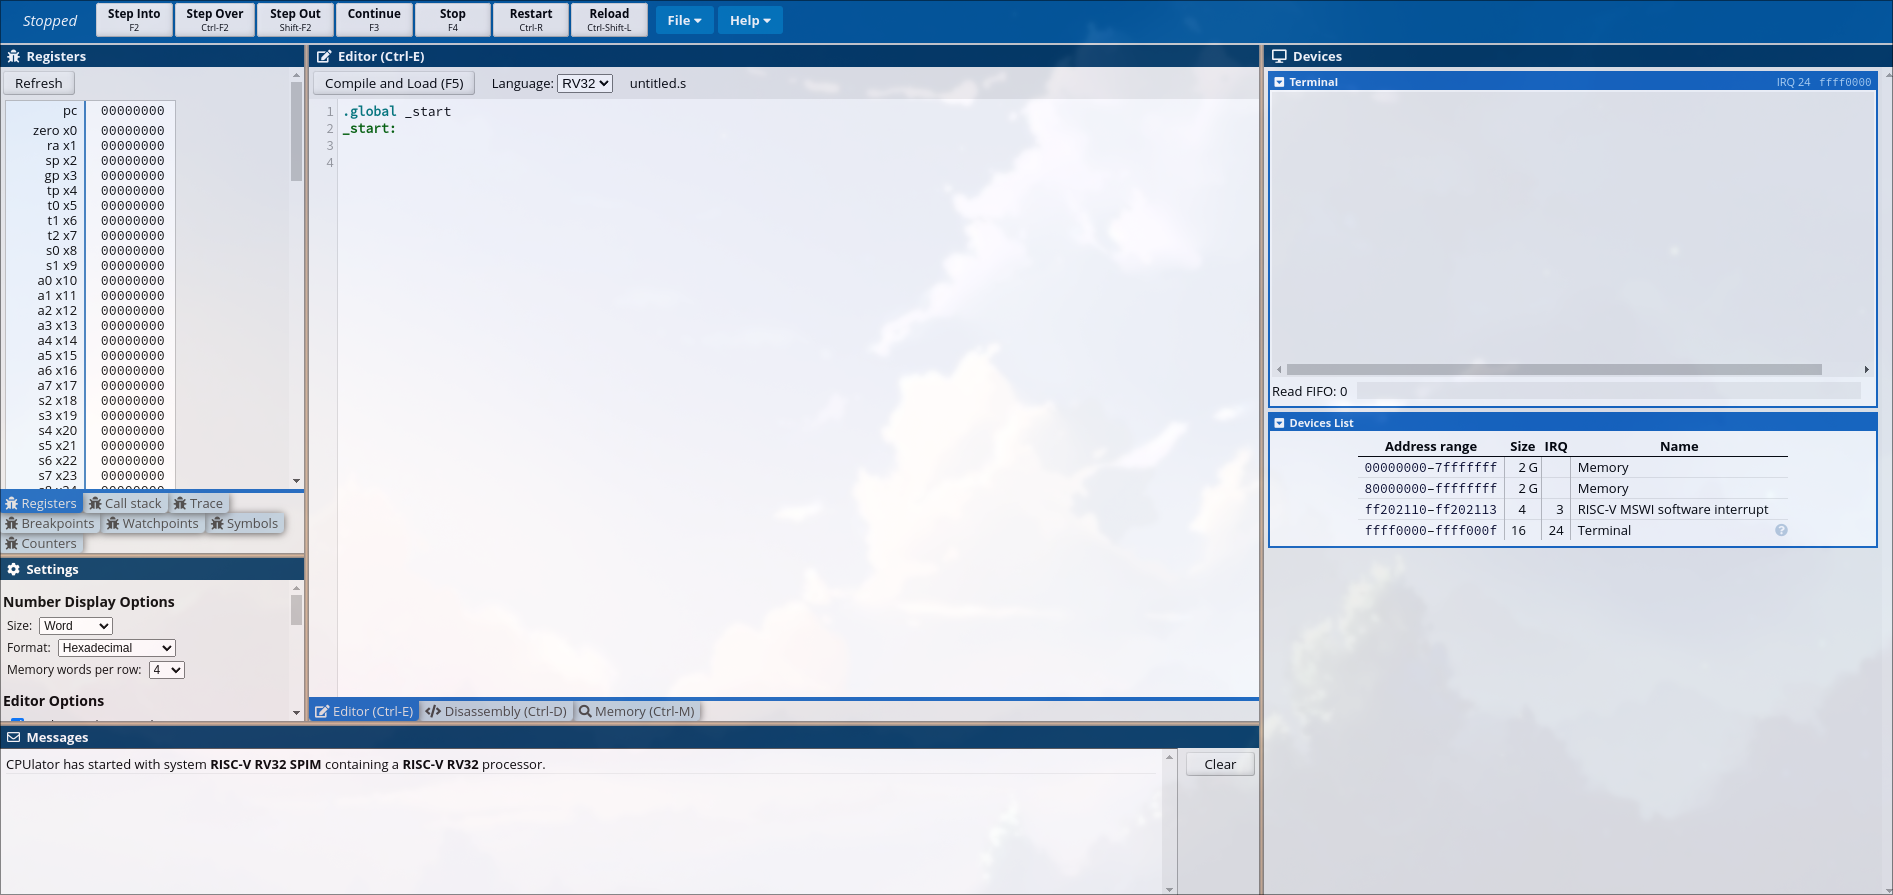 Stopped
Step Into
F2
Step Over
Ctrl-F2
Step Out
Shift-F2
Continue
F3
Stop
F4
Restart
Ctrl-R
Reload
Ctrl-Shift-L
File
Help
Registers
Refresh
pc 00000000
zero x0 00000000
ra x1 00000000
sp x2 00000000
gp x3 00000000
tp x4 00000000
t0 x5 00000000
t1 x6 00000000
t2 x7 00000000
s0 x8 00000000
s1 x9 00000000
a0 x10 00000000
a1 x11 00000000
a2 x12 00000000
a3 x13 00000000
a4 x14 00000000
a5 x15 00000000
a6 x16 00000000
a7 x17 00000000
s2 x18 00000000
s3 x19 00000000
s4 x20 00000000
s5 x21 00000000
s6 x22 00000000
s7 x23 00000000
Registers Call stack Trace
Breakpoints Watchpoints Symbols
Counters
Settings
Number Display Options
Size: Word
Format: Hexadecimal
Memory words per row: 4
Editor Options
Editor (Ctrl-E)
Compile and Load (F5) Language: RV32 untitled.s
1 .global _start
2 _start:
3
4
Editor (Ctrl-E) Disassembly (Ctrl-D) Memory (Ctrl-M)
Messages
CPUlator has started with system RISC-V RV32 SPIM containing a RISC-V RV32 processor.
Clear
Devices
Terminal IRQ 24 ffff0000
Read FIFO: 0
Devices List
Address range Size IRQ Name
00000000–7fffffff 2 G Memory
80000000–ffffffff 2 G Memory
ff202110–ff202113 4 3 RISC-V MSWI software interrupt
ffff0000–ffff000f 16 24 Terminal ?